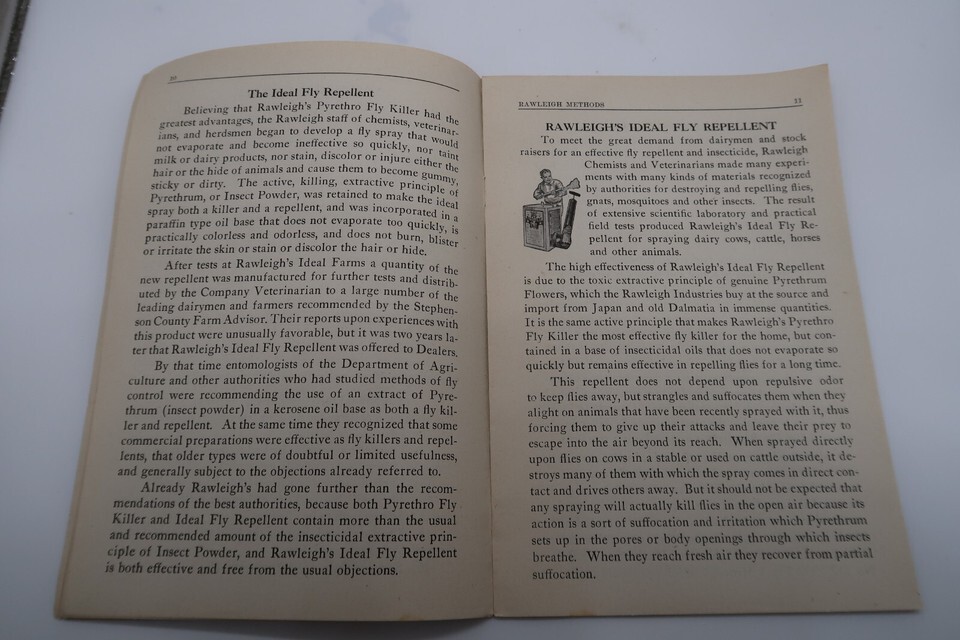 30
The Ideal Fly Repellent
Believing that Rawleigh's Pyrethro Fly Killer had the
greatest advantages, the Rawleigh staff of chemists, veterinar-
ians, and herdsmen began to develop a fly spray that would
not evaporate and become ineffective so quickly, nor taint
milk or dairy products, nor stain, discolor or injure either the
hair or the hide of animals and cause them to become gummy,
sticky or dirty. The active, killing, extractive principle of
Pyrethrum, or Insect Powder, was retained to make the ideal
spray both a killer and a repellent, and was incorporated in a
paraffin type oil base that does not evaporate too quickly, is
practically colorless and odorless, and does not burn, blister
or irritate the skin or stain or discolor the hair or hide.
After tests at Rawleigh's Ideal Farms a quantity of the
new repellent was manufactured for further tests and distrib-
uted by the Company Veterinarian to a large number of the
leading dairymen and farmers recommended by the Stephen-
son County Farm Advisor. Their reports upon experiences with
this product were unusually favorable, but it was two years la-
ter that Rawleigh's Ideal Fly Repellent was offered to Dealers.
By that time entomologists of the Department of Agri-
culture and other authorities who had studied methods of fly
control were recommending the use of an extract of Pyre-
thrum (insect powder) in a kerosene oil base as both a fly kil-
ler and repellent. At the same time they recognized that some
commercial preparations were effective as fly killers and repel-
lents, that older types were of doubtful or limited usefulness,
and generally subject to the objections already referred to.
Already Rawleigh's had gone further than the recom-
mendations of the best authorities, because both Pyrethro Fly
Killer and Ideal Fly Repellent contain more than the usual
and recommended amount of the insecticidal extractive prin-
ciple of Insect Powder, and Rawleigh's Ideal Fly Repellent
is both effective and free from the usual objections.
RAWLEIGH METHODS
RAWLEIGH'S IDEAL FLY REPELLENT
To meet the great demand from dairymen and stock
raisers for an effective fly repellent and insecticide, Rawleigh
Chemists and Veterinarians made many experi-
ments with many kinds of materials recognized
by authorities for destroying and repelling flies,
gnats, mosquitoes and other insects. The result
of extensive scientific laboratory and practical
field tests produced Rawleigh's Ideal Fly Re-
pellent for spraying dairy cows, cattle, horses
and other animals.
The high effectiveness of Rawleigh's Ideal Fly Repellent
is due to the toxic extractive principle of genuine Pyrethrum
Flowers, which the Rawleigh Industries buy at the source and
import from Japan and old Dalmatia in immense quantities.
It is the same active principle that makes Rawleigh's Pyrethro
Fly Killer the most effective fly killer for the home, but con-
tained in a base of insecticidal oils that does not evaporate so
quickly but remains effective in repelling flies for a long time.
This repellent does not depend upon repulsive odor
to keep flies away, but strangles and suffocates them when they
alight on animals that have been recently sprayed with it, thus
forcing them to give up their attacks and leave their prey to
escape into the air beyond its reach. When sprayed directly
upon flies on cows in a stable or used on cattle outside, it de-
stroys many of them with which the spray comes in direct con-
tact and drives others away. But it should not be expected that
any spraying will actually kill flies in the open air because its
action is a sort of suffocation and irritation which Pyrethrum
sets up in the pores or body openings through which insects
breathe. When they reach fresh air they recover from partial
suffocation.